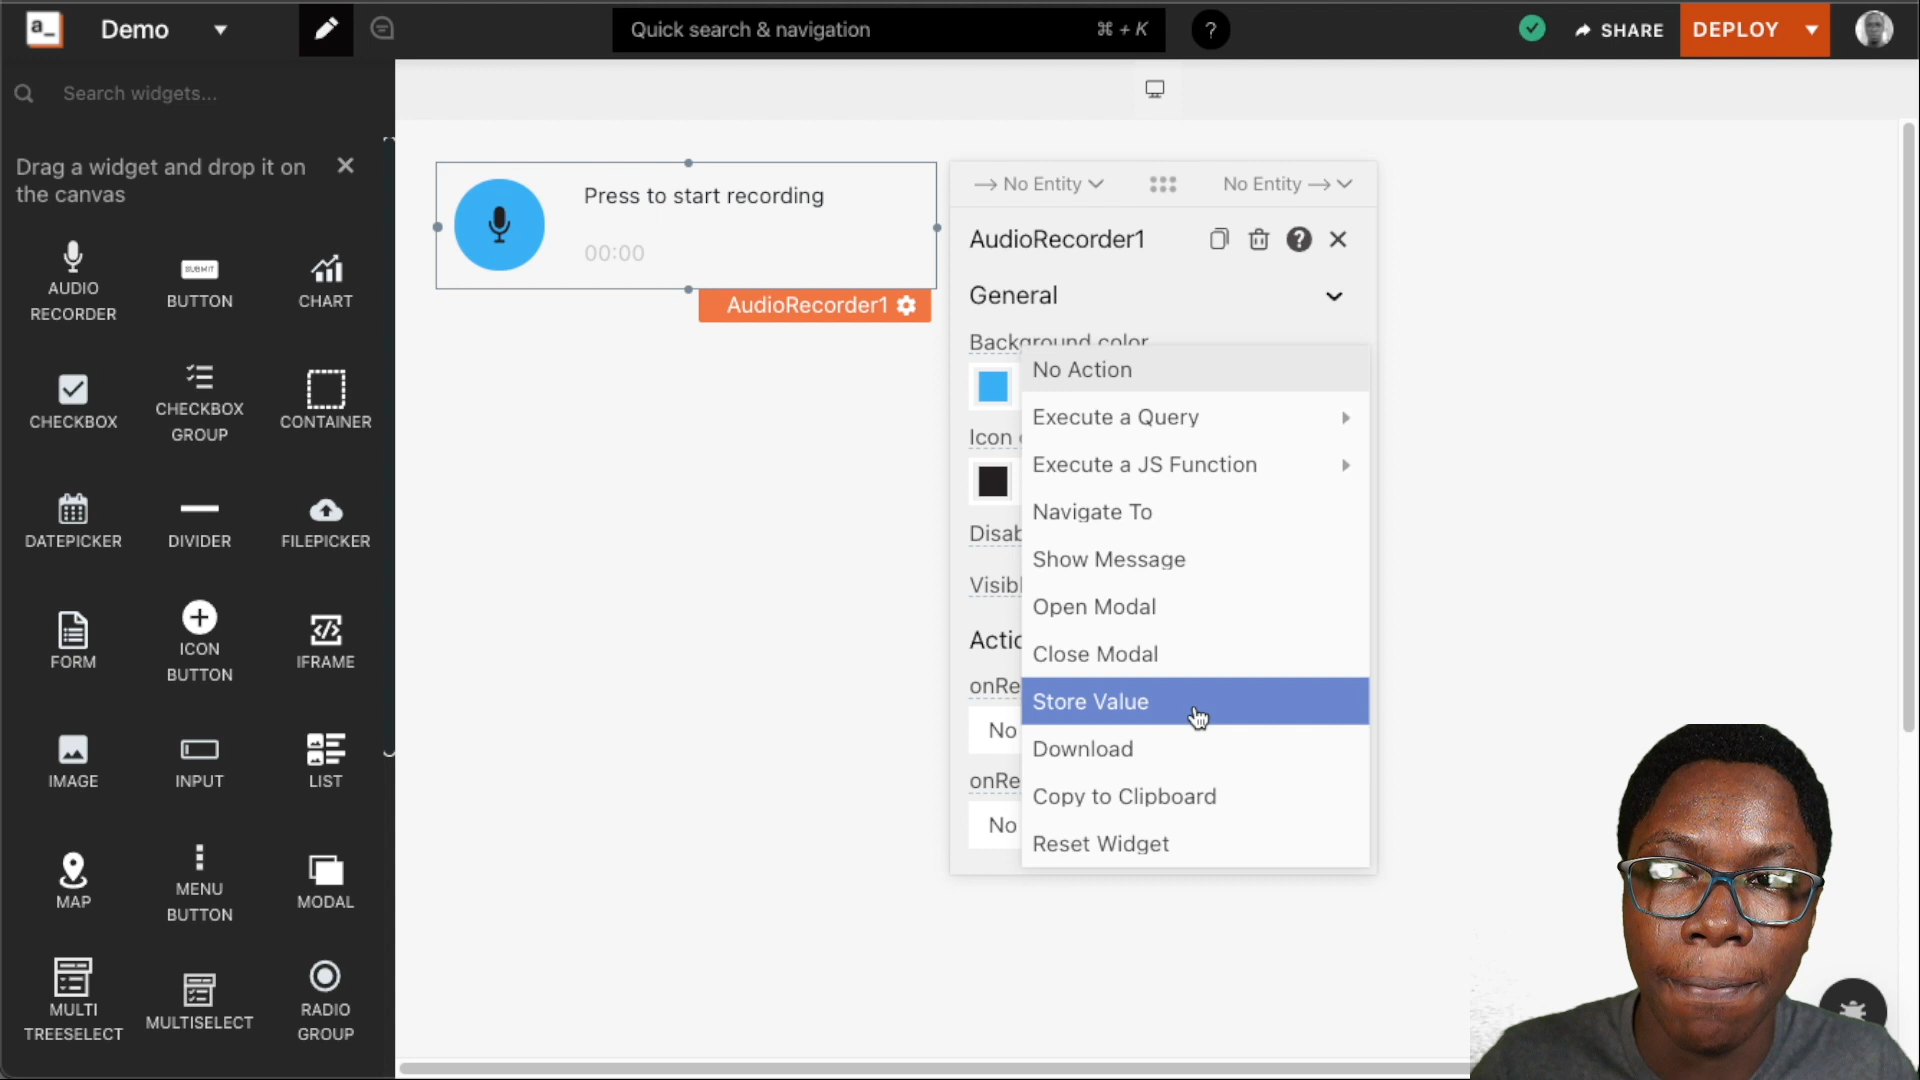 a_
Demo
Quick search & navigation
⌘ + K
?
SHARE
DEPLOY
Search widgets...
Drag a widget and drop it on
the canvas
AUDIO
RECORDER
BUTTON
SUBMIT
CHART
CHECKBOX
CHECKBOX
GROUP
CONTAINER
DATEPICKER
DIVIDER
FILEPICKER
FORM
ICON
BUTTON
IFRAME
IMAGE
INPUT
LIST
MAP
MENU
BUTTON
MODAL
MULTI
TREESELECT
MULTISELECT
RADIO
GROUP
Press to start recording
00:00
AudioRecorder1
No Entity
No Entity
AudioRecorder1
?
General
Background color
Icon
Disab
Visibl
Actio
onRe
No
onRe
No
No Action
Execute a Query
Execute a JS Function
Navigate To
Show Message
Open Modal
Close Modal
Store Value
Download
Copy to Clipboard
Reset Widget